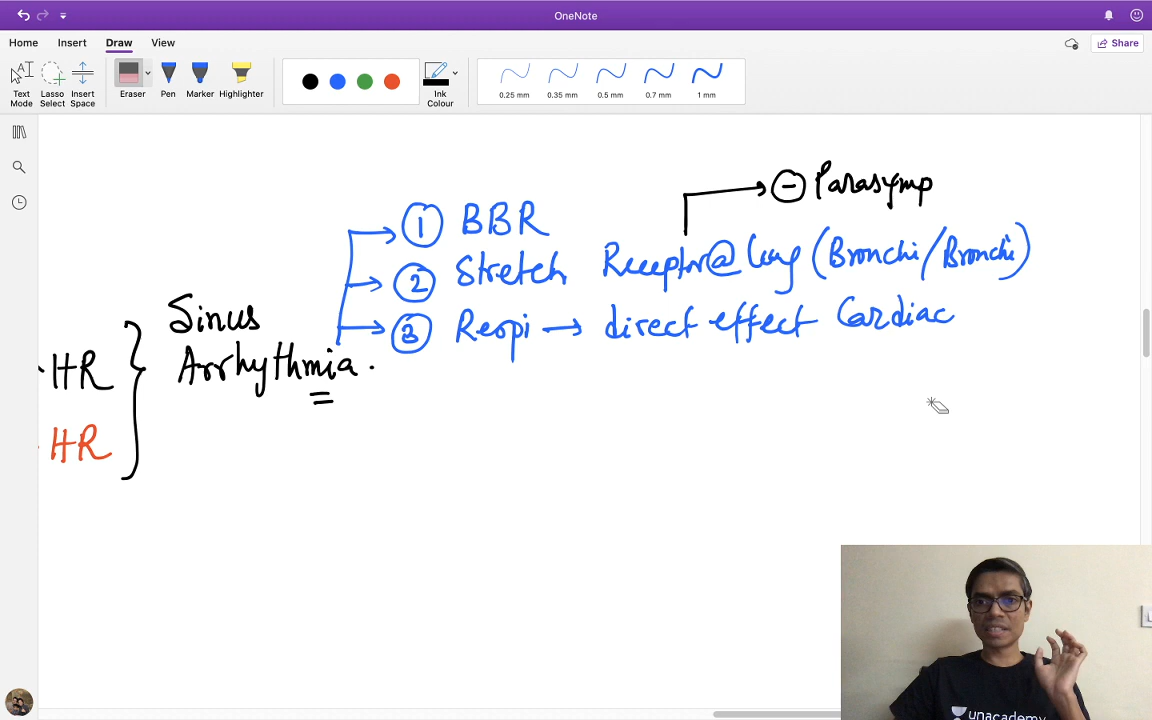 OneNote
Home Insert Draw View
Share
Text Mode
Lasso Select
Insert Space
Eraser
Pen
Marker
Highlighter
Ink Colour
0.25 mm 0.35 mm 0.5 mm 0.7 mm 1 mm
⊖ Parasymp
① BBR
② Stretch Receptor@ Lung (Bronchi/Bronchi)
③ Respi → direct effect Cardiac
Sinus
Arrhythmia.
HR
HR
unacademy